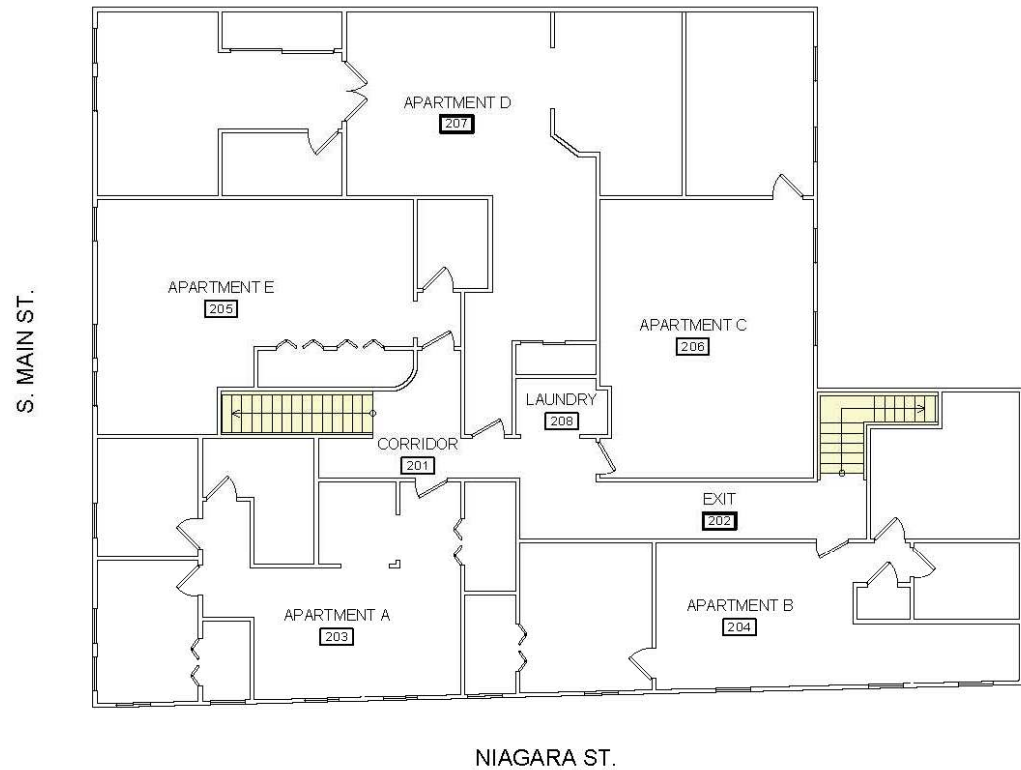 APARTMENT D
207
APARTMENT E
205
S. MAIN ST.
APARTMENT C
206
LAUNDRY
208
CORRIDOR
201
EXIT
202
APARTMENT A
203
APARTMENT B
204
NIAGARA ST.